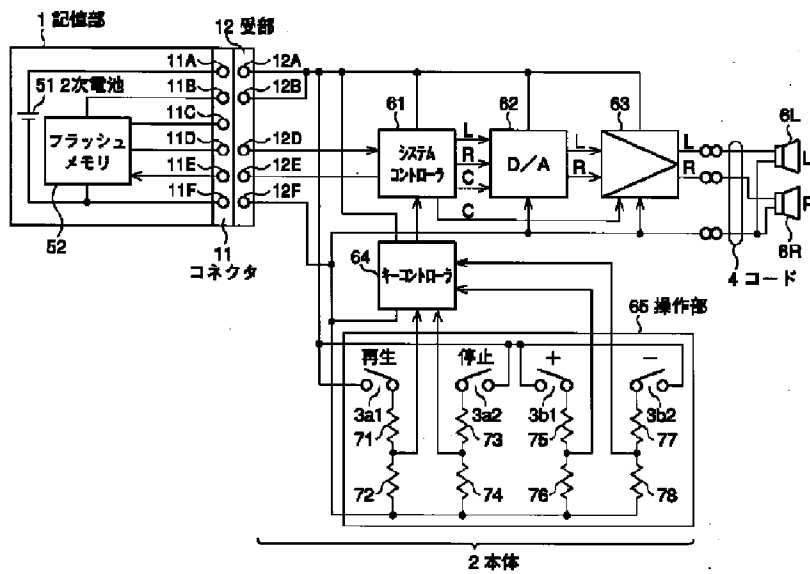 1 記憶部
12 受部
11A
12A
51 2次電池
11B
12B
11C
61
62
63
6L
フラッシュ
メモリ
11D
12D
システム
コントローラ
L
R
C
D/A
L
R
L
R
L
R
11E
12E
11F
12F
C
52
11
コネクタ
64
キーコントローラ
6R
4 コード
65 操作部
再生
停止
+
−
3a1
3a2
3b1
3b2
71
73
75
77
72
74
76
78
2 本体